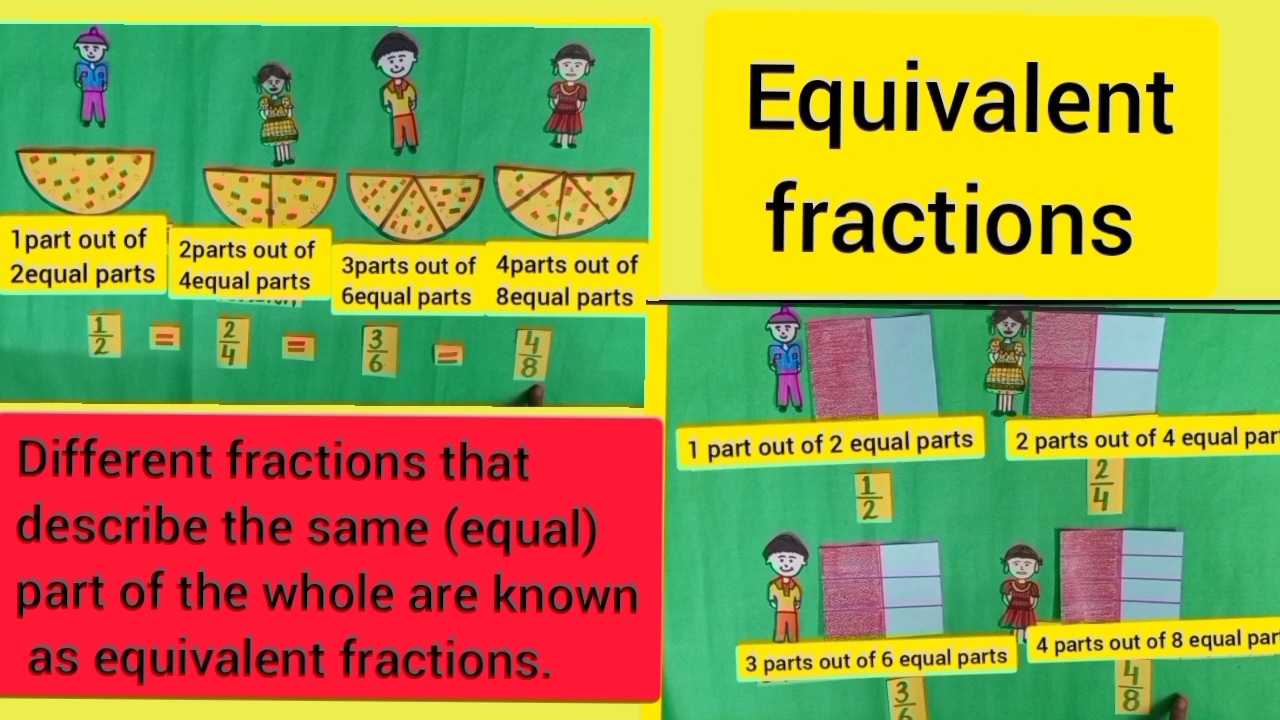 Equivalent
fractions
1part out of
2equal parts
2parts out of
4equal parts
3parts out of
6equal parts
4parts out of
8equal parts
1/2 = 2/4 = 3/6 = 4/8
Different fractions that
describe the same (equal)
part of the whole are known
as equivalent fractions.
1 part out of 2 equal parts
2 parts out of 4 equal par
1/2
2/4
3 parts out of 6 equal parts
4 parts out of 8 equal par
3/6
4/8